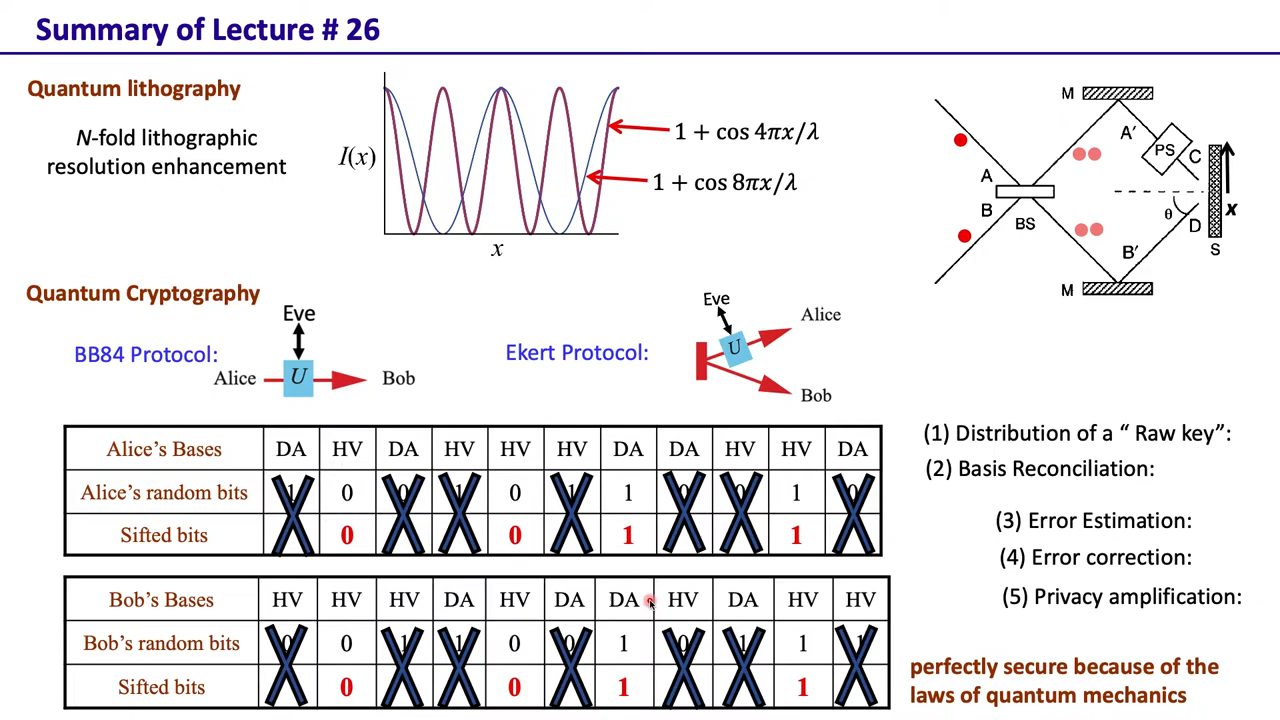 Summary of Lecture # 26
Quantum lithography
N-fold lithographic
resolution enhancement
I(x)
x
1 + cos 4πx/λ
1 + cos 8πx/λ
M
A′
PS
C
A
B
BS
θ
D
x
S
B′
M
Quantum Cryptography
BB84 Protocol:
Eve
Alice
U
Bob
Ekert Protocol:
Eve
U
Alice
Bob
Alice's Bases DA HV DA HV HV HV DA DA HV HV DA
Alice's random bits 1 0 0 1 0 1 1 0 0 1 0
Sifted bits 0 0 1 1
Bob's Bases HV HV HV DA HV DA DA HV DA HV HV
Bob's random bits 0 0 1 1 0 0 1 0 1 1 1
Sifted bits 0 0 1 1
(1) Distribution of a “ Raw key”:
(2) Basis Reconciliation:
(3) Error Estimation:
(4) Error correction:
(5) Privacy amplification:
perfectly secure because of the
laws of quantum mechanics